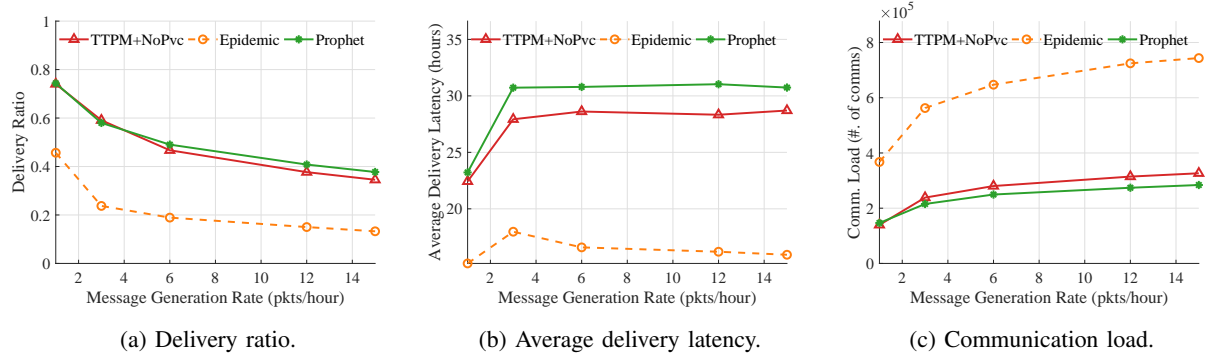 1
0.8
0.6
0.4
0.2
0
Delivery Ratio
TTPM+NoPvc Epidemic Prophet
2 4 6 8 10 12 14
Message Generation Rate (pkts/hour)
(a) Delivery ratio.
35
30
25
20
Average Delivery Latency (hours)
TTPM+NoPvc Epidemic Prophet
2 4 6 8 10 12 14
Message Generation Rate (pkts/hour)
(b) Average delivery latency.
×10⁵
8
6
4
2
0
Comm. Load (#. of comms)
TTPM+NoPvc Epidemic Prophet
2 4 6 8 10 12 14
Message Generation Rate (pkts/hour)
(c) Communication load.